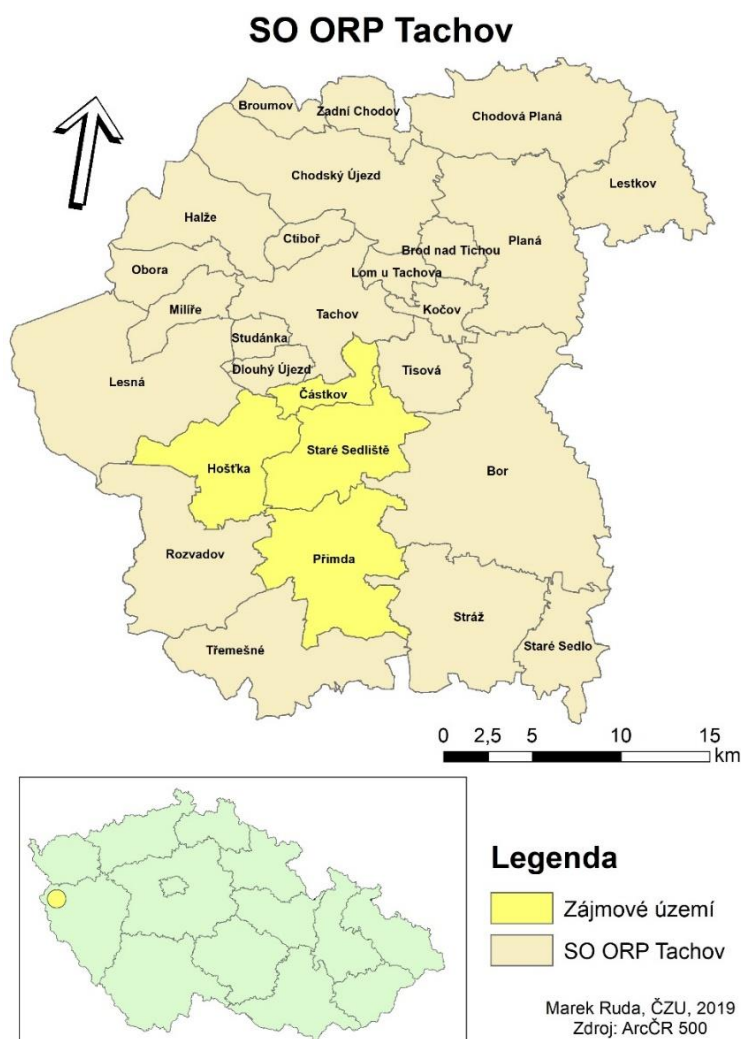 SO ORP Tachov
Broumov
Zadní Chodov
Chodová Planá
Chodský Újezd
Lestkov
Halže
Ctiboř
Brod nad Tichou
Planá
Obora
Lom u Tachova
Milíře
Tachov
Kočov
Studánka
Lesná
Dlouhý Újezd
Tisová
Částkov
Hošťka
Staré Sedliště
Bor
Rozvadov
Přimda
Stráž
Třemešné
Staré Sedlo
0 2,5 5 10 15
km
Legenda
Zájmové území
SO ORP Tachov
Marek Ruda, ČZU, 2019
Zdroj: ArcČR 500